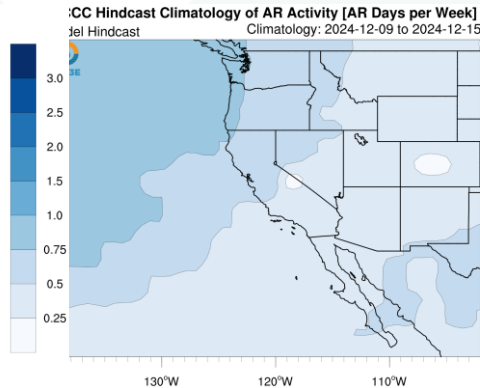 CCC Hindcast Climatology of AR Activity [AR Days per Week]
del Hindcast
Climatology: 2024-12-09 to 2024-12-15
3.0
2.5
2.0
1.5
1.0
0.75
0.5
0.25
130°W
120°W
110°W